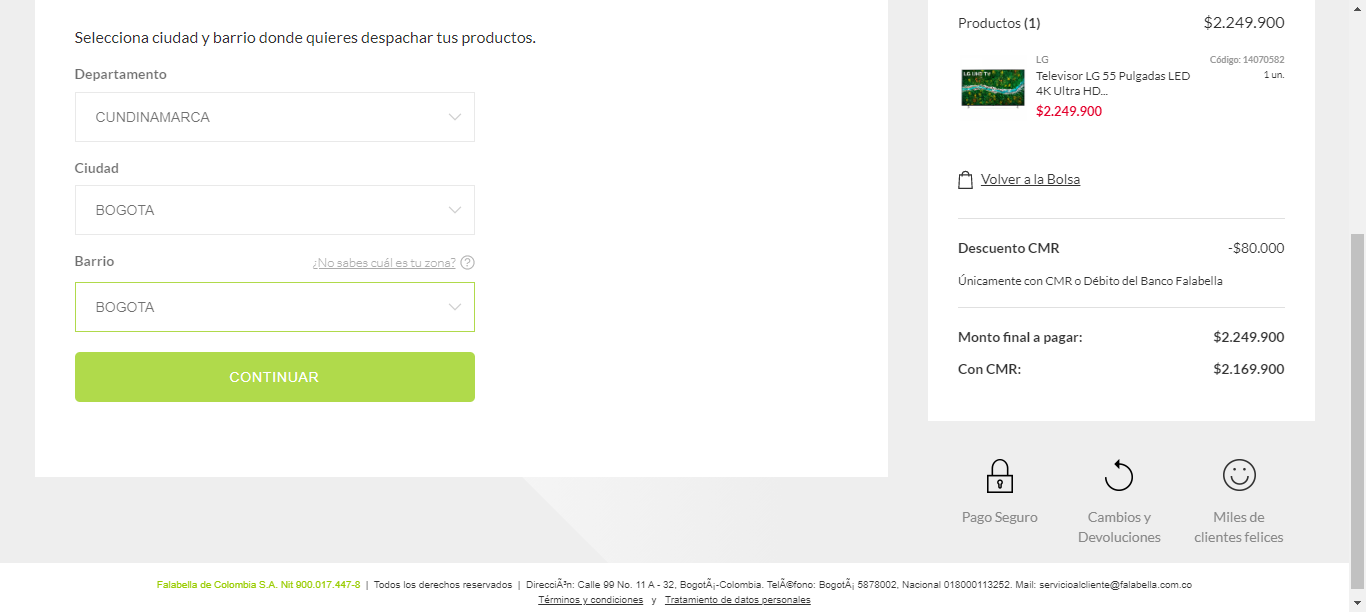 Selecciona ciudad y barrio donde quieres despachar tus productos.
Departamento
CUNDINAMARCA
Ciudad
BOGOTA
Barrio
¿No sabes cuál es tu zona? ?
BOGOTA
CONTINUAR
Productos (1) $2.249.900
LG Código: 14070582
Televisor LG 55 Pulgadas LED 1 un.
4K Ultra HD...
$2.249.900
LG UHD TV
Volver a la Bolsa
Descuento CMR -$80.000
Únicamente con CMR o Débito del Banco Falabella
Monto final a pagar: $2.249.900
Con CMR: $2.169.900
Pago Seguro
Cambios y
Devoluciones
Miles de
clientes felices
Falabella de Colombia S.A. Nit 900.017.447-8 | Todos los derechos reservados | DirecciÃ³n: Calle 99 No. 11 A - 32, BogotÃ¡-Colombia. TelÃ©fono: BogotÃ¡ 5878002, Nacional 018000113252. Mail: servicioalcliente@falabella.com.co
Términos y condiciones y Tratamiento de datos personales